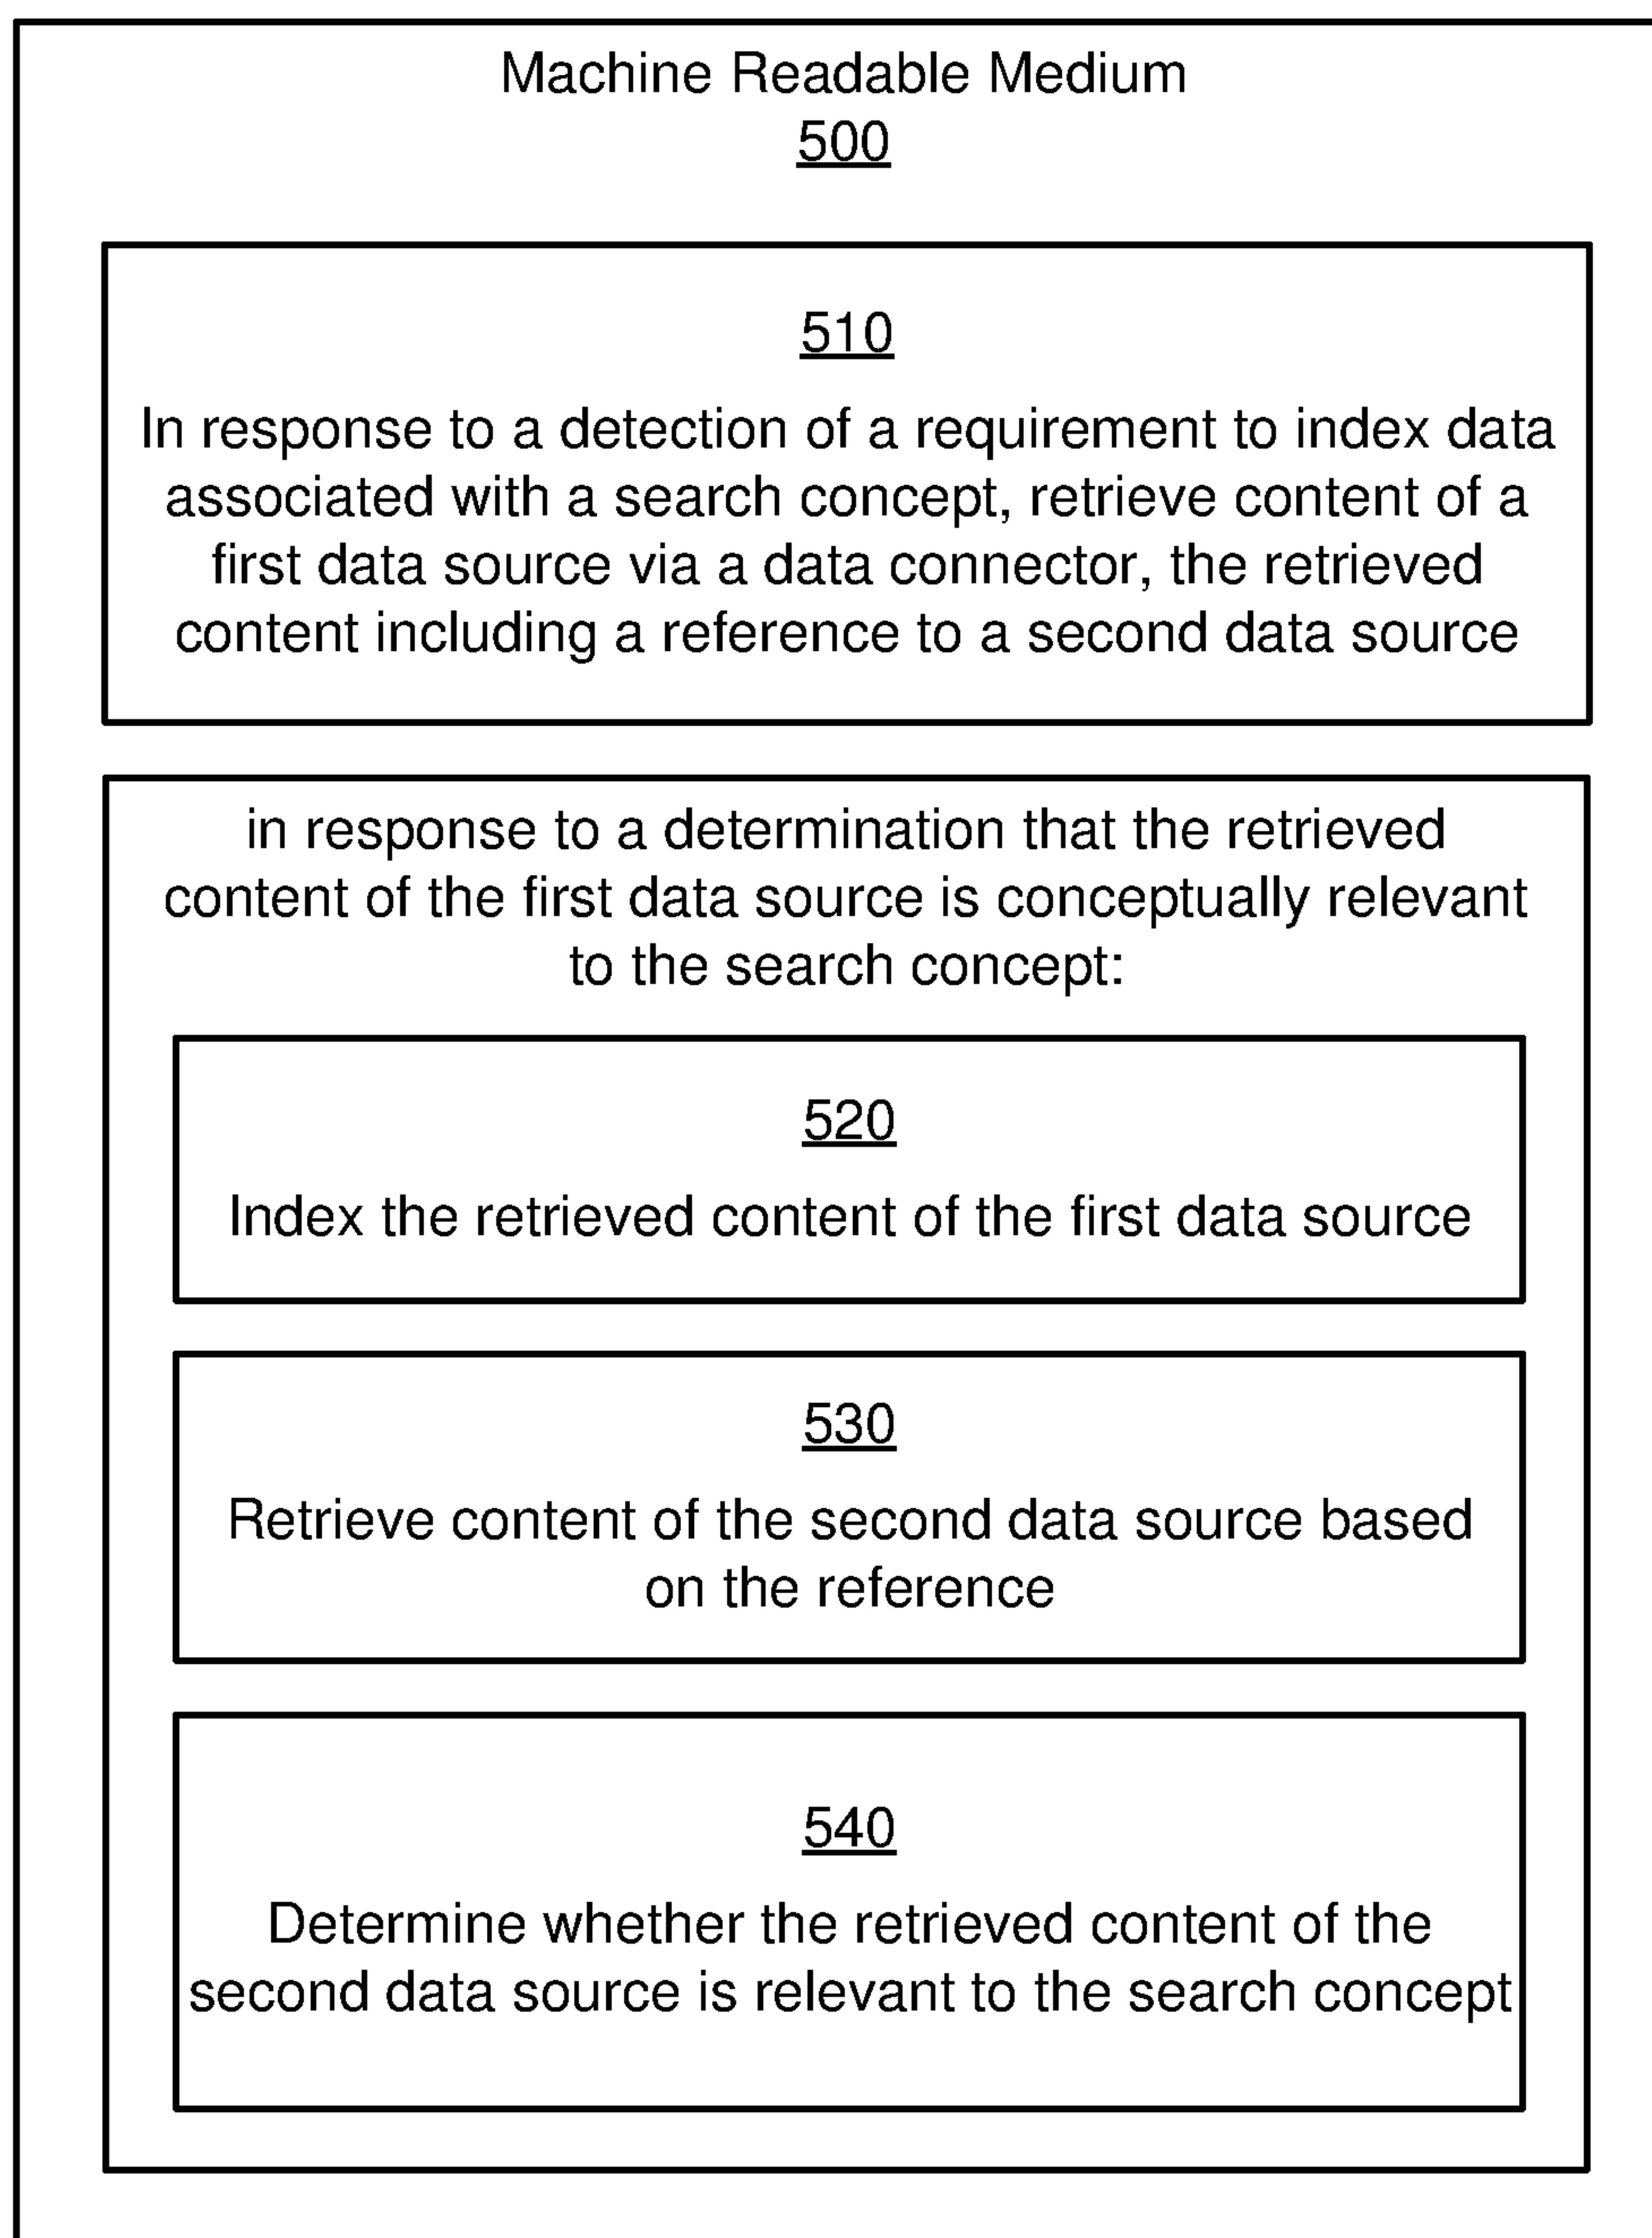 Machine Readable Medium
500
510
In response to a detection of a requirement to index data
associated with a search concept, retrieve content of a
first data source via a data connector, the retrieved
content including a reference to a second data source
in response to a determination that the retrieved
content of the first data source is conceptually relevant
to the search concept:
520
Index the retrieved content of the first data source
530
Retrieve content of the second data source based
on the reference
540
Determine whether the retrieved content of the
second data source is relevant to the search concept